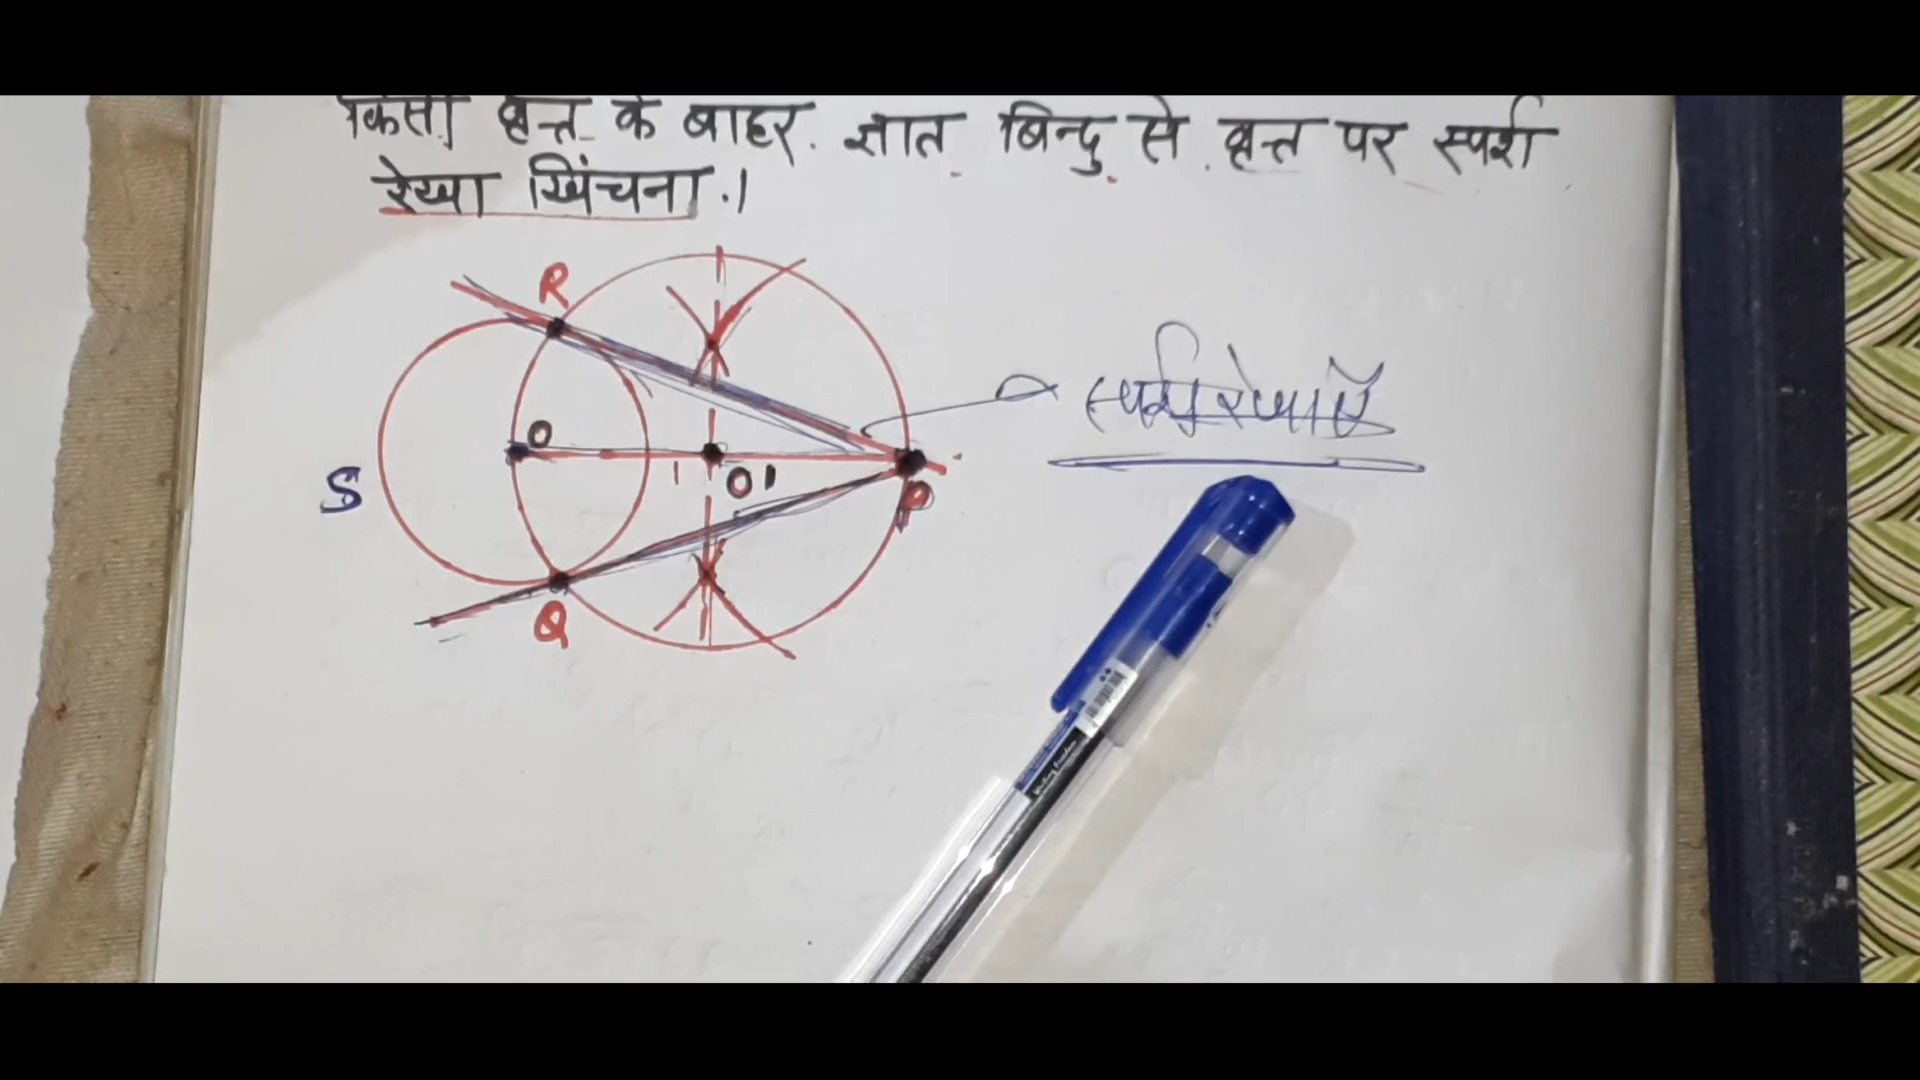 किसी वृत्त के बाहर ज्ञात बिन्दु से वृत्त पर स्पर्श
रेखा खिंचना।
R
O
S
O'
P
Q
स्पर्श रेखाएँ